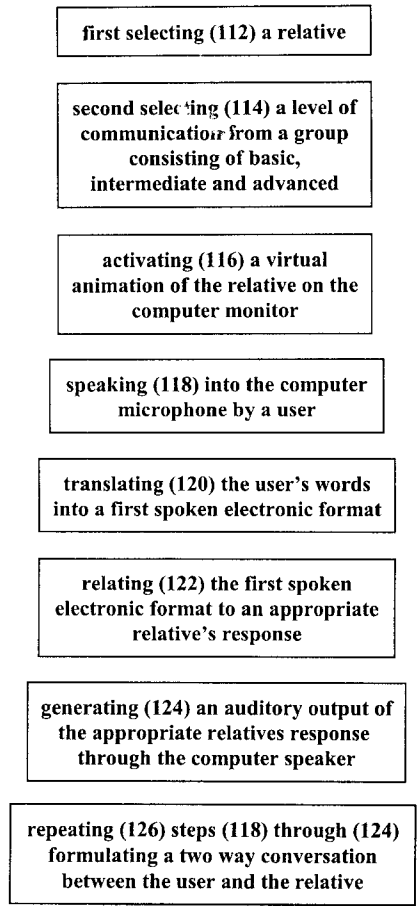 first selecting (112) a relative
second selecting (114) a level of
communication from a group
consisting of basic,
intermediate and advanced
activating (116) a virtual
animation of the relative on the
computer monitor
speaking (118) into the computer
microphone by a user
translating (120) the user's words
into a first spoken electronic format
relating (122) the first spoken
electronic format to an appropriate
relative's response
generating (124) an auditory output of
the appropriate relatives response
through the computer speaker
repeating (126) steps (118) through (124)
formulating a two way conversation
between the user and the relative